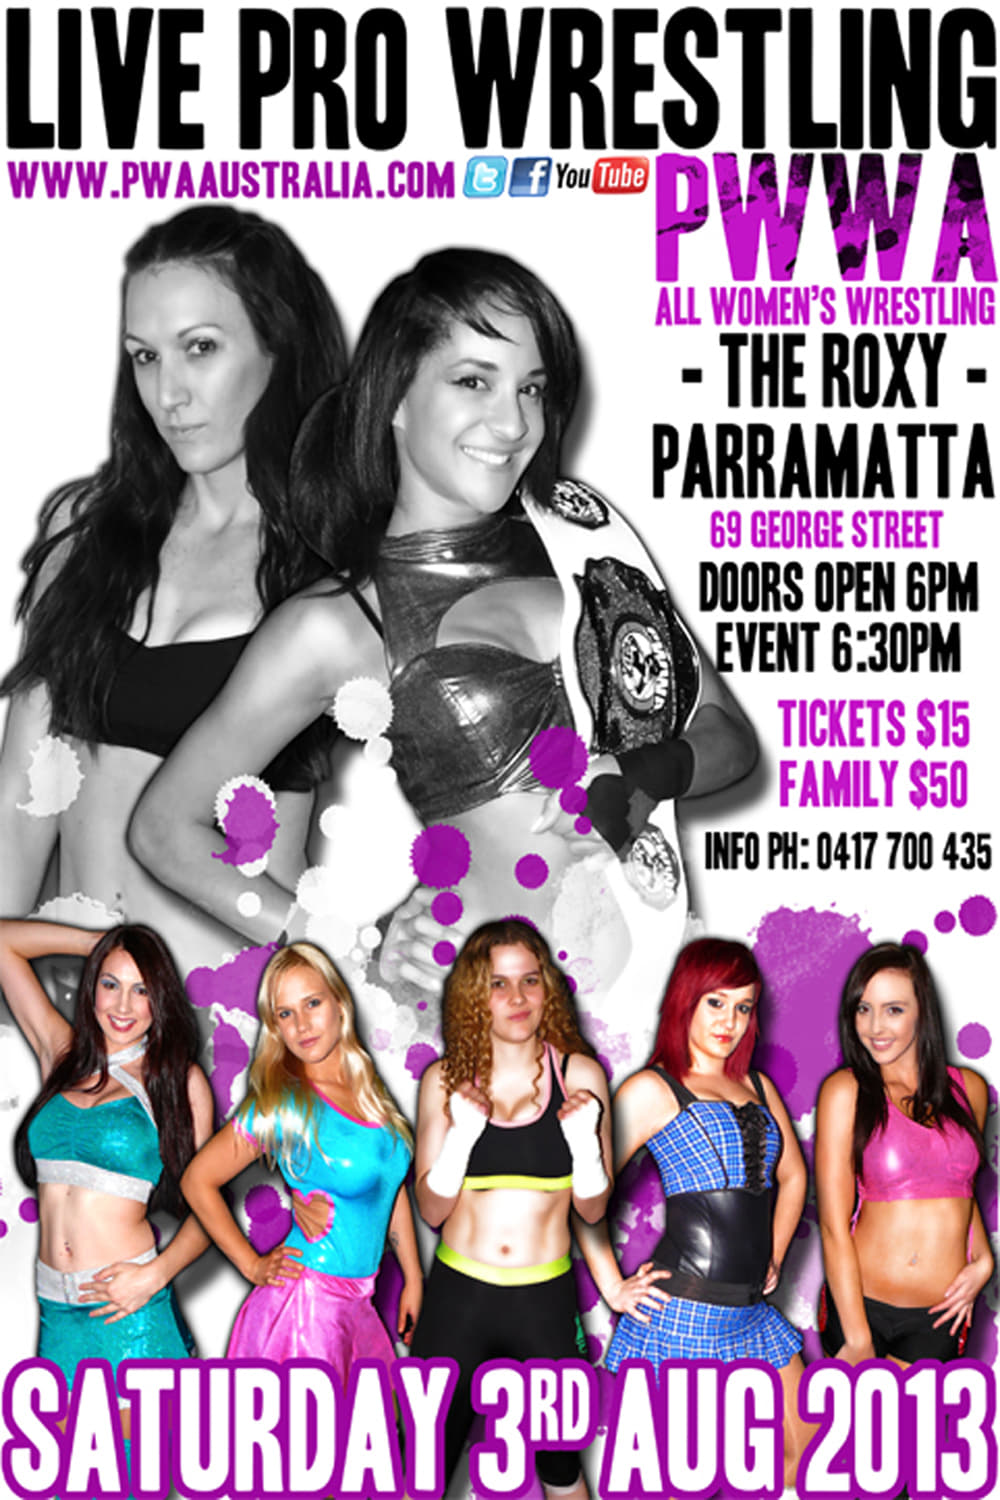 LIVE PRO WRESTLING
WWW.PWAAUSTRALIA.COM
You Tube
PWWA
ALL WOMEN'S WRESTLING
- THE ROXY -
PARRAMATTA
69 GEORGE STREET
DOORS OPEN 6PM
EVENT 6:30PM
TICKETS $15
FAMILY $50
INFO PH: 0417 700 435
SATURDAY 3RD AUG 2013